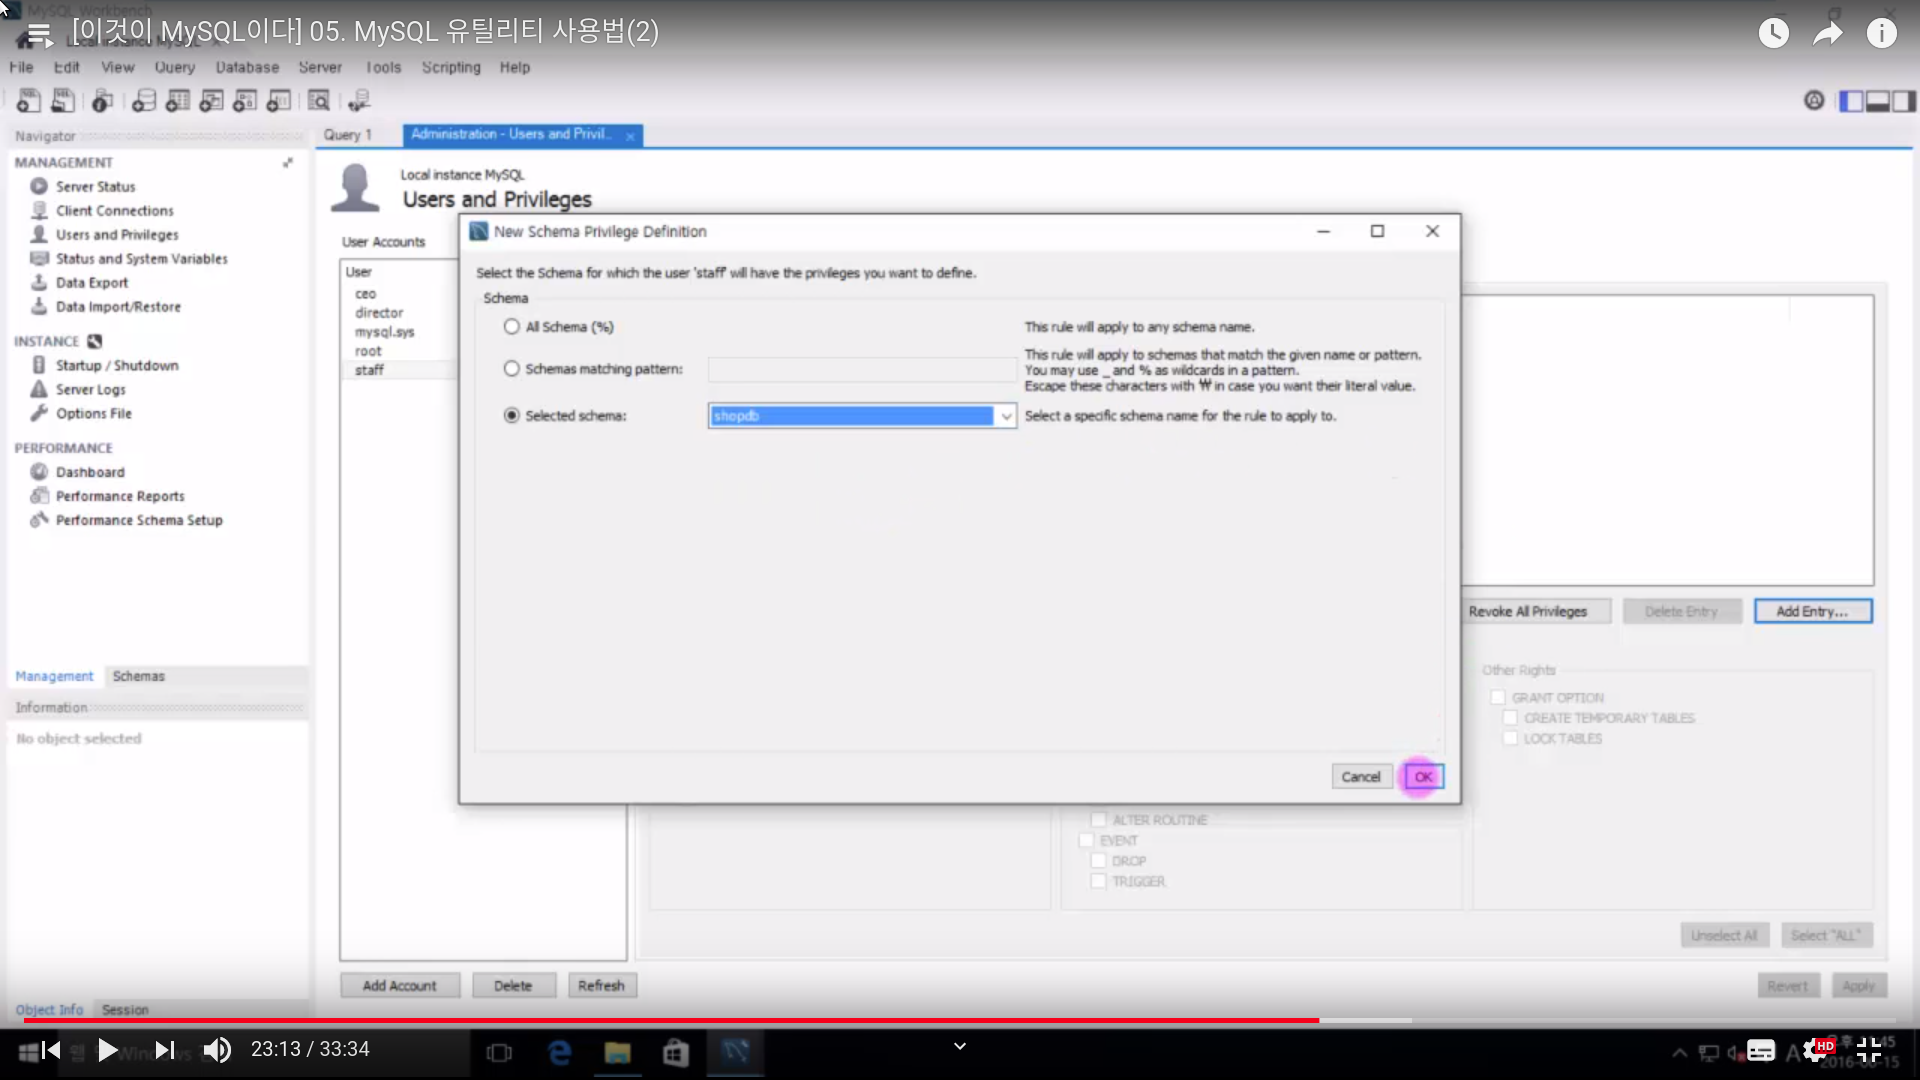 MySQL Workbench
[이것이 MySQL이다] 05. MySQL 유틸리티 사용법(2)
File Edit View Query Database Server Tools Scripting Help
Navigator
Query 1
Administration - Users and Privil..
MANAGEMENT
Server Status
Client Connections
Users and Privileges
Status and System Variables
Data Export
Data Import/Restore
INSTANCE
Startup / Shutdown
Server Logs
Options File
PERFORMANCE
Dashboard
Performance Reports
Performance Schema Setup
Management Schemas
Information
No object selected
Object Info Session
Local instance MySQL
Users and Privileges
User Accounts
User
ceo
director
mysql.sys
root
staff
Add Account Delete Refresh
New Schema Privilege Definition
Select the Schema for which the user 'staff' will have the privileges you want to define.
Schema
All Schema (%) This rule will apply to any schema name.
Schemas matching pattern:
This rule will apply to schemas that match the given name or pattern.
You may use _ and % as wildcards in a pattern.
Escape these characters with ₩ in case you want their literal value.
Selected schema: shopdb Select a specific schema name for the rule to apply to.
Cancel OK
Revoke All Privileges Delete Entry Add Entry...
Other Rights
GRANT OPTION
CREATE TEMPORARY TABLES
LOCK TABLES
ALTER ROUTINE
EVENT
DROP
TRIGGER
Unselect All Select "ALL"
Revert Apply
23:13 / 33:34
HD